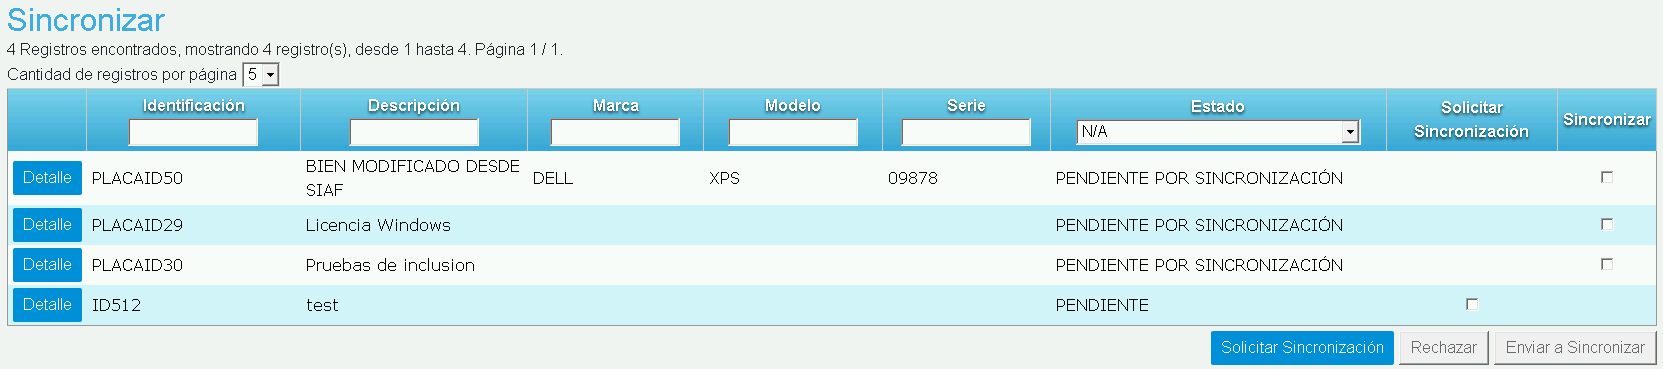 Sincronizar
4 Registros encontrados, mostrando 4 registro(s), desde 1 hasta 4. Página 1 / 1.
Cantidad de registros por página 5
Identificación Descripción Marca Modelo Serie Estado Solicitar Sincronización Sincronizar
N/A
Detalle PLACAID50 BIEN MODIFICADO DESDE SIAF DELL XPS 09878 PENDIENTE POR SINCRONIZACIÓN
Detalle PLACAID29 Licencia Windows PENDIENTE POR SINCRONIZACIÓN
Detalle PLACAID30 Pruebas de inclusion PENDIENTE POR SINCRONIZACIÓN
Detalle ID512 test PENDIENTE
Solicitar Sincronización Rechazar Enviar a Sincronizar